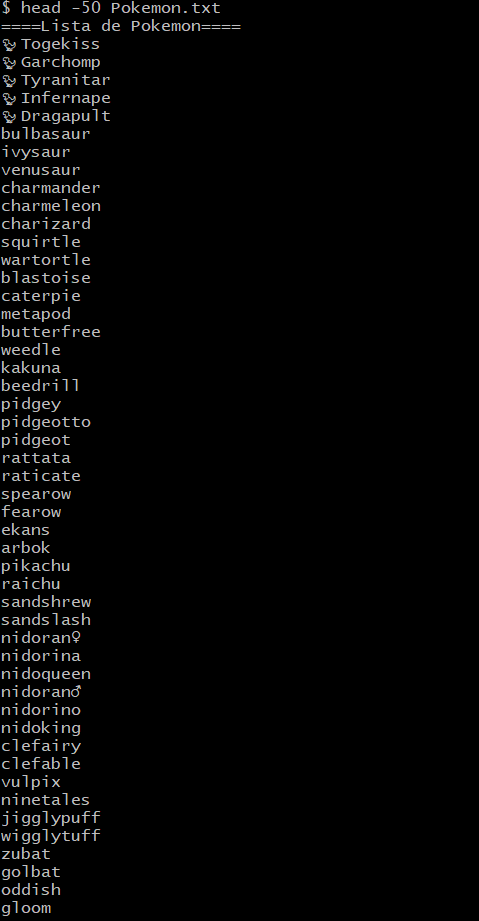 $ head -50 Pokemon.txt
====Lista de Pokemon====
🐓Togekiss
🐓Garchomp
🐓Tyranitar
🐓Infernape
🐓Dragapult
bulbasaur
ivysaur
venusaur
charmander
charmeleon
charizard
squirtle
wartortle
blastoise
caterpie
metapod
butterfree
weedle
kakuna
beedrill
pidgey
pidgeotto
pidgeot
rattata
raticate
spearow
fearow
ekans
arbok
pikachu
raichu
sandshrew
sandslash
nidoran♀
nidorina
nidoqueen
nidoran♂
nidorino
nidoking
clefairy
clefable
vulpix
ninetales
jigglypuff
wigglytuff
zubat
golbat
oddish
gloom